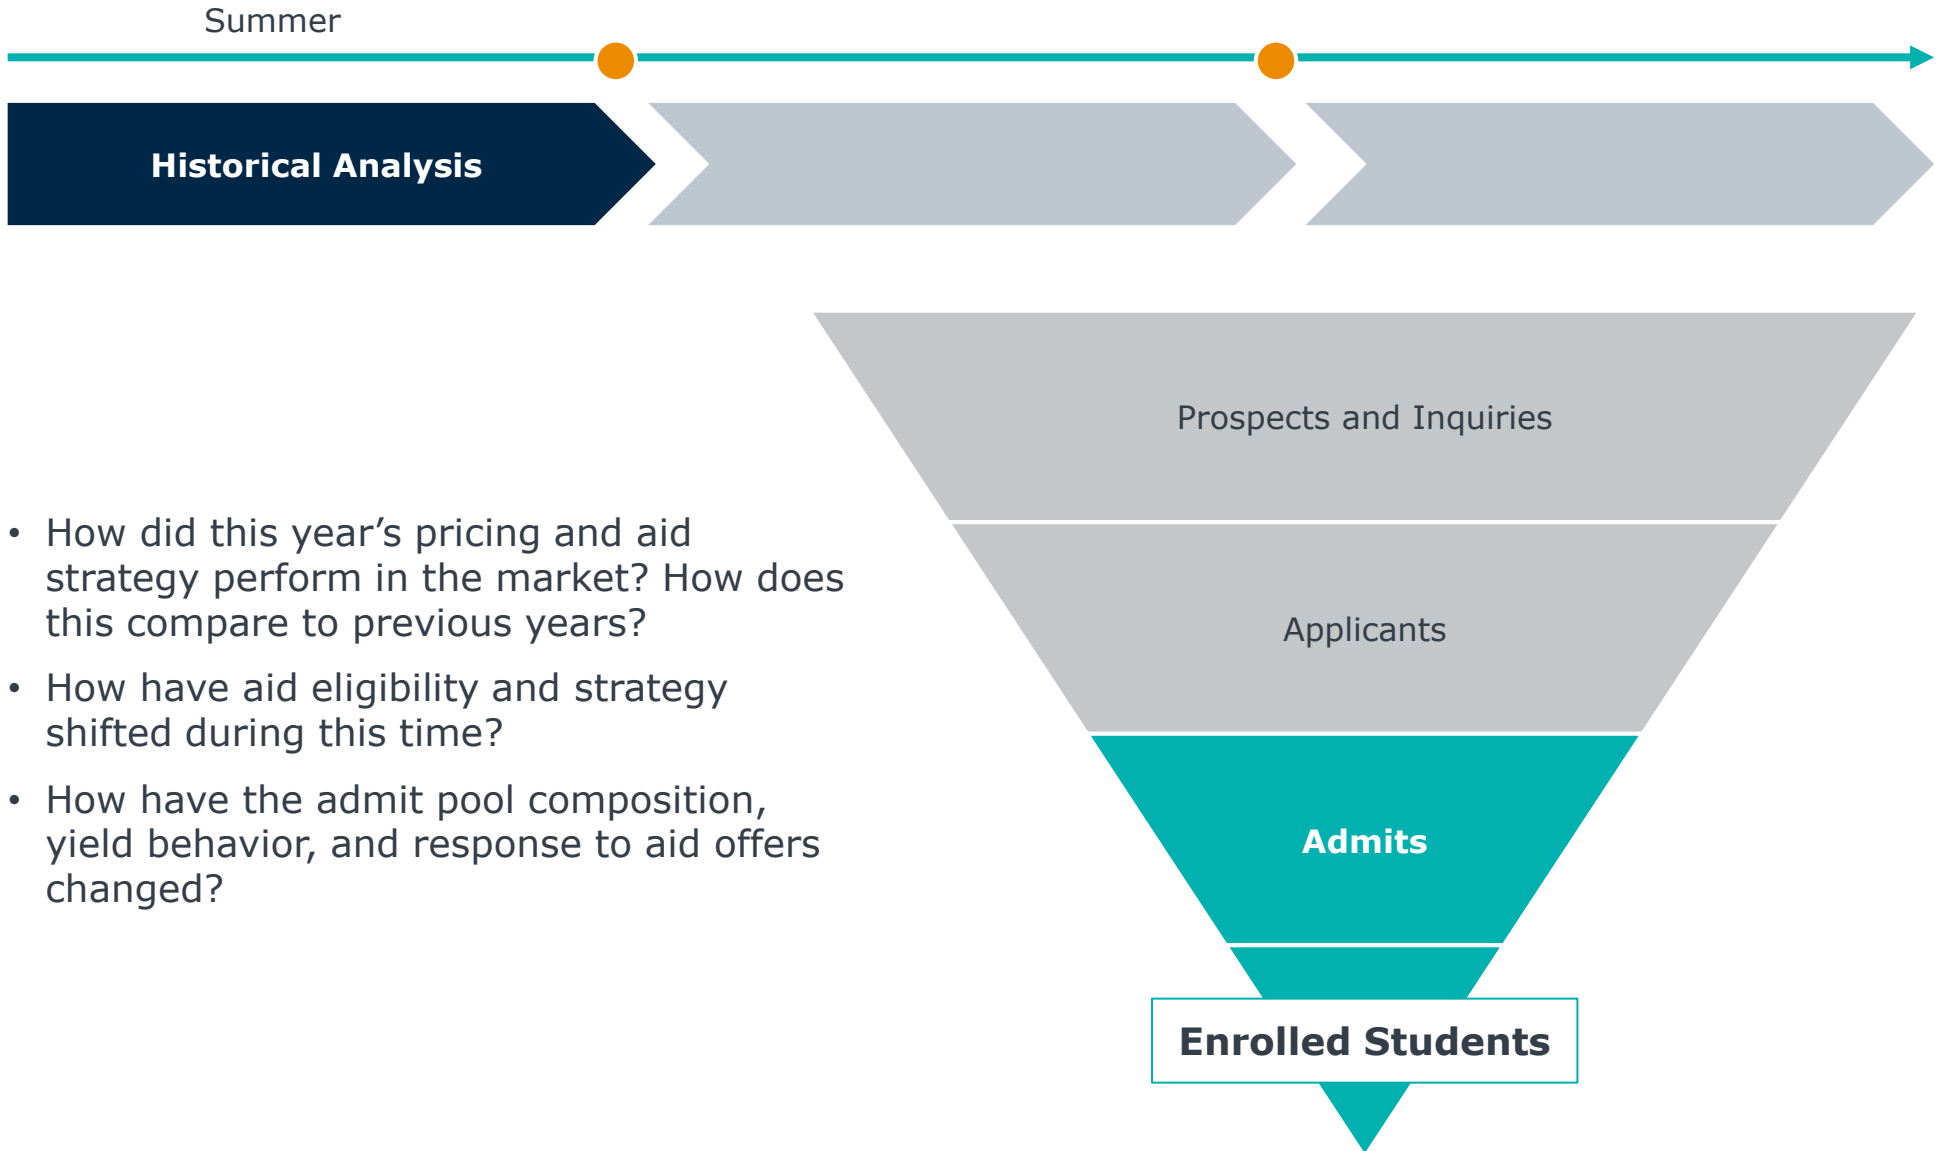 Summer
Historical Analysis
Prospects and Inquiries
Applicants
Admits
Enrolled Students
• How did this year’s pricing and aid
strategy perform in the market? How does
this compare to previous years?
• How have aid eligibility and strategy
shifted during this time?
• How have the admit pool composition,
yield behavior, and response to aid offers
changed?